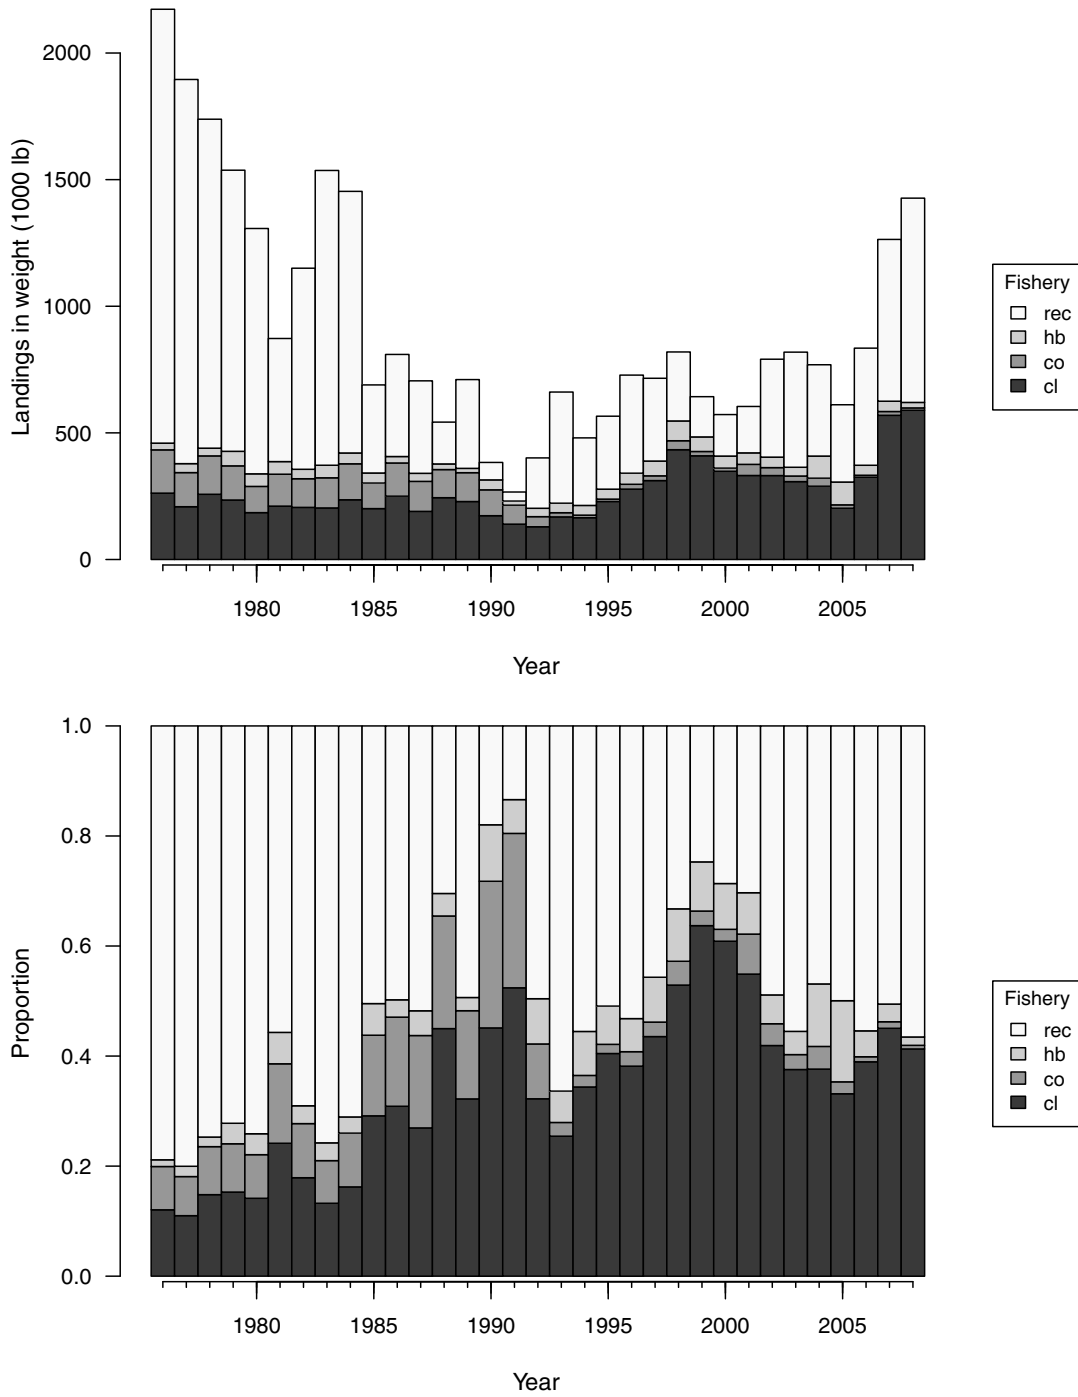 2000
1500
1000
500
0
Landings in weight (1000 lb)
1980 1985 1990 1995 2000 2005
Year
Fishery
rec
hb
co
cl
1.0
0.8
0.6
0.4
0.2
0.0
Proportion
1980 1985 1990 1995 2000 2005
Year
Fishery
rec
hb
co
cl